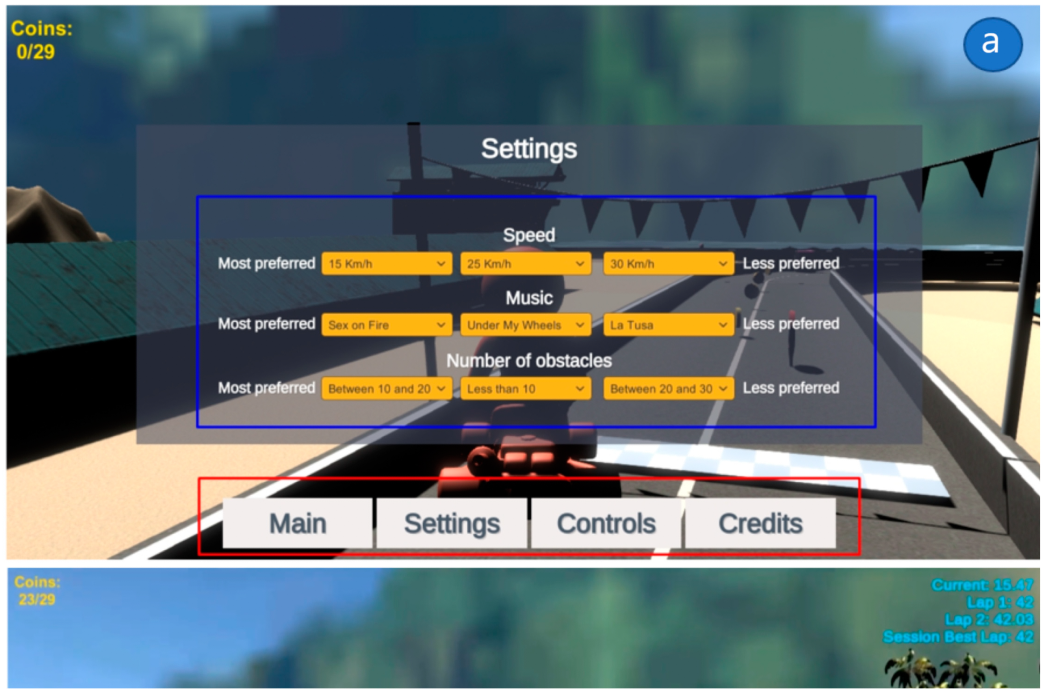 Coins:
0/29
a
Settings
Speed
Most preferred 15 Km/h 25 Km/h 30 Km/h Less preferred
Music
Most preferred Sex on Fire Under My Wheels La Tusa Less preferred
Number of obstacles
Most preferred Between 10 and 20 Less than 10 Between 20 and 30 Less preferred
Main Settings Controls Credits
Coins:
23/29
Current: 15.47
Lap 1: 42
Lap 2: 42.03
Session Best Lap: 42